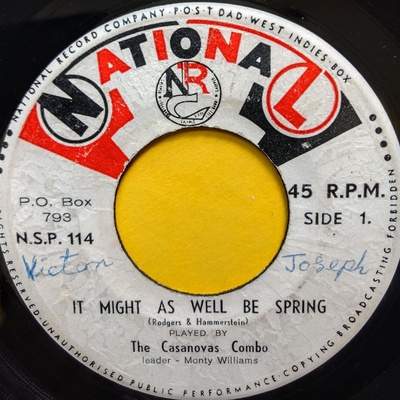 NATIONAL RECORD COMPANY·POST DAD·WEST INDIES·BOX
NATIONAL
NRC
P.O. Box
793
N.S.P. 114
45 R.P.M.
SIDE 1.
Victor
Joseph
IT MIGHT AS WELL BE SPRING
(Rodgers & Hammerstein)
PLAYED BY
The Casanovas Combo
leader - Monty Williams
RIGHTS RESERVED·UNAUTHORISED PUBLIC PERFORMANCE·COPYING BROADCASTING